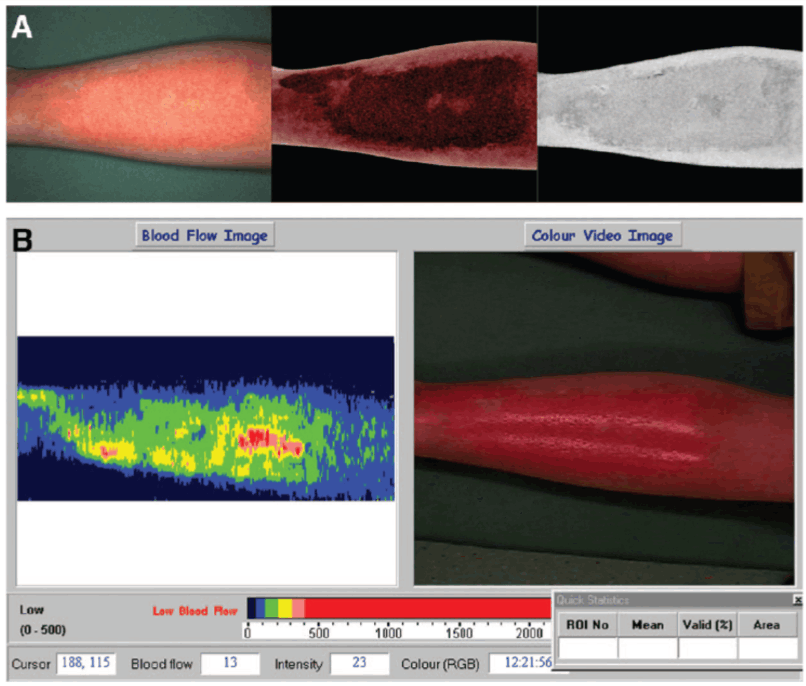 A
B
Blood Flow Image
Colour Video Image
Low
(0 - 500)
Low Blood Flow
0 500 1000 1500 2000
Quick Statistics
ROI No Mean Valid (%) Area
Cursor 188, 115 Blood flow 13 Intensity 23 Colour (RGB) 12:21:56